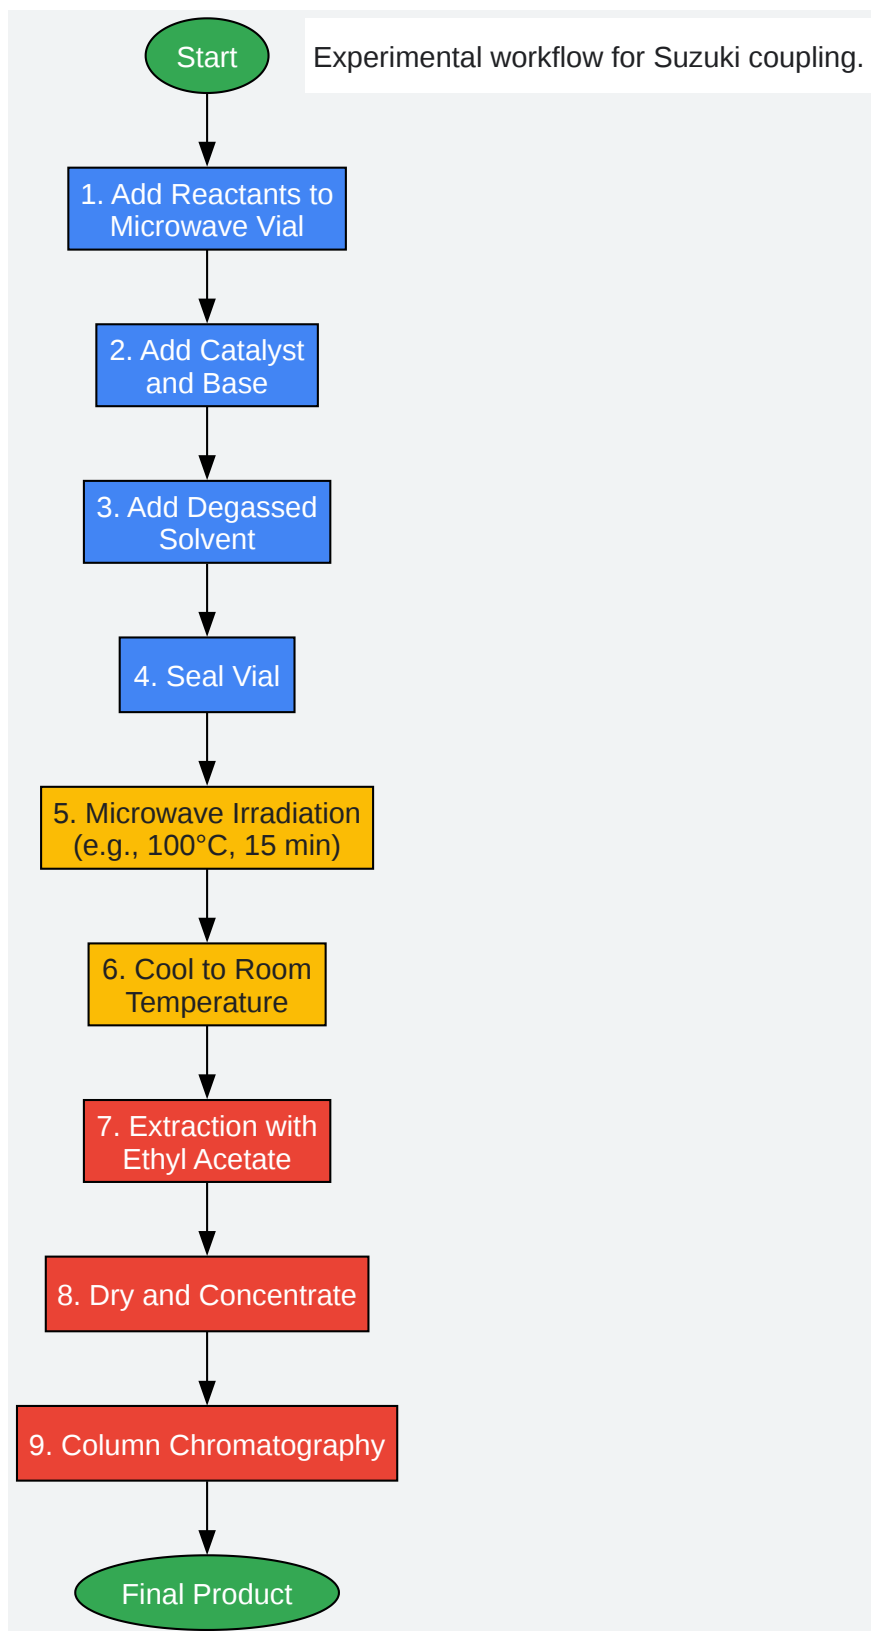 Start
Experimental workflow for Suzuki coupling.
1. Add Reactants to
Microwave Vial
2. Add Catalyst
and Base
3. Add Degassed
Solvent
4. Seal Vial
5. Microwave Irradiation
(e.g., 100°C, 15 min)
6. Cool to Room
Temperature
7. Extraction with
Ethyl Acetate
8. Dry and Concentrate
9. Column Chromatography
Final Product